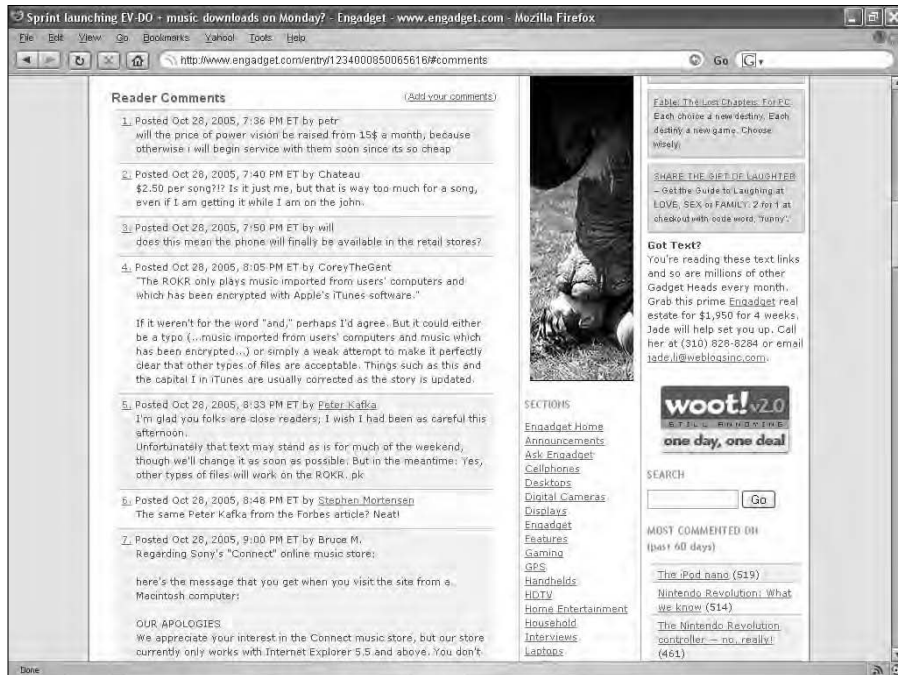 Sprint launching EV-DO + music downloads on Monday? - Engadget - www.engadget.com - Mozilla Firefox
File Edit View Go Bookmarks Yahoo! Tools Help
http://www.engadget.com/entry/1234000850065616/#comments
Go
G
Reader Comments
(Add your comments)
1. Posted Oct 28, 2005, 7:36 PM ET by petr
will the price of power vision be raised from 15$ a month, because
otherwise i will begin service with them soon since its so cheap
2. Posted Oct 28, 2005, 7:40 PM ET by Chateau
$2.50 per song?!? Is it just me, but that is way too much for a song,
even if I am getting it while I am on the john.
3. Posted Oct 28, 2005, 7:50 PM ET by will
does this mean the phone will finally be available in the retail stores?
4. Posted Oct 28, 2005, 8:05 PM ET by CoreyTheGent
"The ROKR only plays music imported from users' computers and
which has been encrypted with Apple's iTunes software."
If it weren't for the word "and," perhaps I'd agree. But it could either
be a typo (...music imported from users' computers and music which
has been encrypted...) or simply a weak attempt to make it perfectly
clear that other types of files are acceptable. Things such as this and
the capital I in iTunes are usually corrected as the story is updated.
5. Posted Oct 28, 2005, 8:33 PM ET by Peter Kafka
I'm glad you folks are close readers; I wish I had been as careful this
afternoon.
Unfortunately that text may stand as is for much of the weekend,
though we'll change it as soon as possible. But in the meantime: Yes,
other types of files will work on the ROKR. pk
6. Posted Oct 28, 2005, 8:48 PM ET by Stephen Mortensen
The same Peter Kafka from the Forbes article? Neat!
7. Posted Oct 28, 2005, 9:00 PM ET by Bruce M.
Regarding Sony's "Connect" online music store:
here's the message that you get when you visit the site from a
Macintosh computer:
OUR APOLOGIES
We appreciate your interest in the Connect music store, but our store
currently only works with Internet Explorer 5.5 and above. You don't
SECTIONS
Engadget Home
Announcements
Ask Engadget
Cellphones
Desktops
Digital Cameras
Displays
Engadget
Features
Gaming
GPS
Handhelds
HDTV
Home Entertainment
Household
Interviews
Laptops
Fable: The Lost Chapters. For PC
Each choice a new destiny. Each
destiny a new game. Choose
wisely.
SHARE THE GIFT OF LAUGHTER
– Get the Guide to Laughing at
LOVE, SEX or FAMILY. 2 for 1 at
checkout with code word, "funny".
Got Text?
You're reading these text links
and so are millions of other
Gadget Heads every month.
Grab this prime Engadget real
estate for $1,950 for 4 weeks.
Jade will help set you up. Call
her at (310) 828-8284 or email
jade.li@weblogsinc.com.
woot! v2.0
STILL ANNOYING
one day, one deal
SEARCH
Go
MOST COMMENTED ON
(past 60 days)
The iPod nano (519)
Nintendo Revolution: What
we know (514)
The Nintendo Revolution
controller — no, really!
(461)
Done